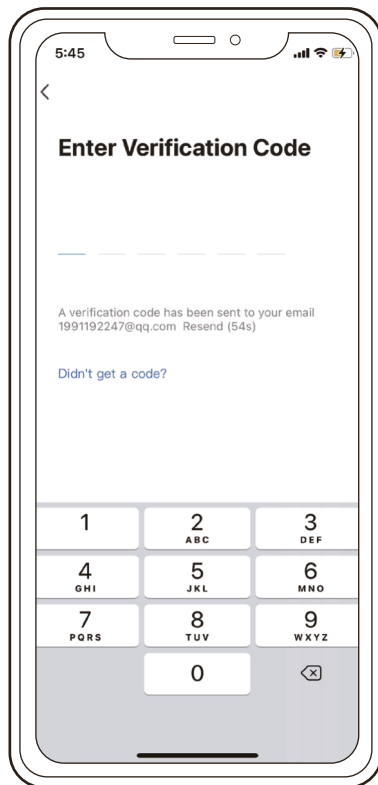 5:45
Enter Verification Code
A verification code has been sent to your email
1991192247@qq.com Resend (54s)
Didn't get a code?
1
2
3
ABC
DEF
4
5
6
GHI
JKL
MNO
7
8
9
PQRS
TUV
WXYZ
0